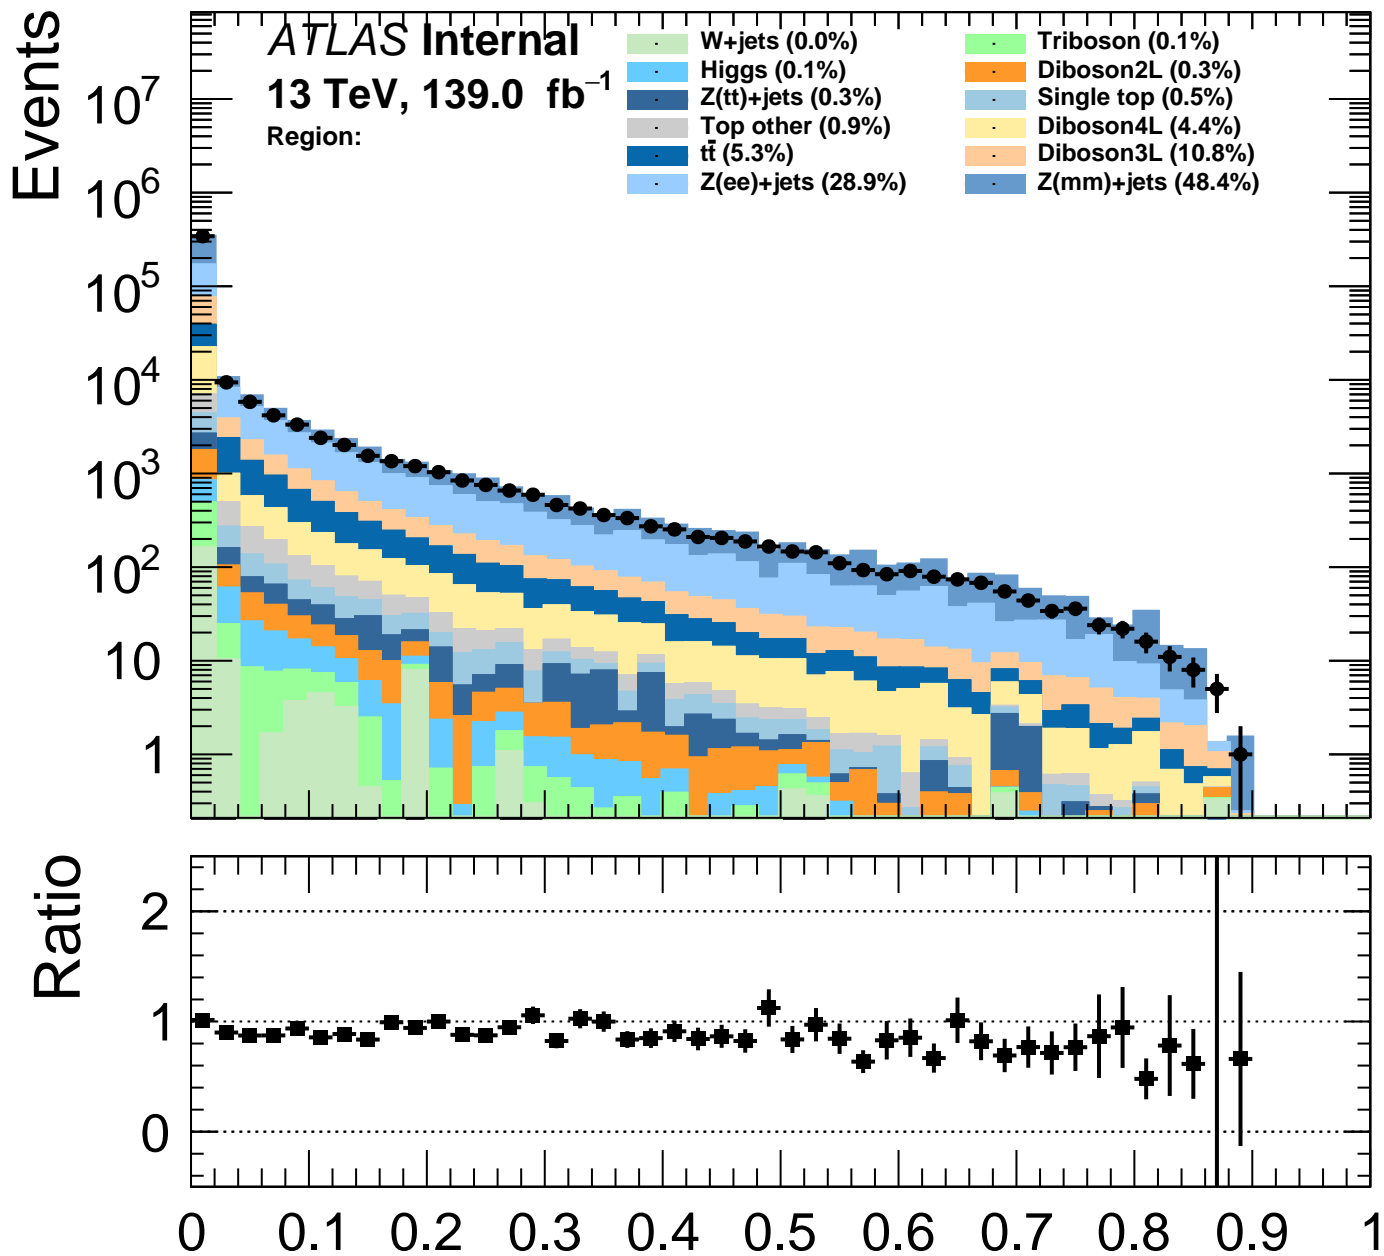 ATLAS Internal
13 TeV, 139.0 fb⁻¹
Region:
W+jets (0.0%)
Higgs (0.1%)
Z(tt)+jets (0.3%)
Top other (0.9%)
tt̄ (5.3%)
Z(ee)+jets (28.9%)
Triboson (0.1%)
Diboson2L (0.3%)
Single top (0.5%)
Diboson4L (4.4%)
Diboson3L (10.8%)
Z(mm)+jets (48.4%)
Events
10⁷
10⁶
10⁵
10⁴
10³
10²
10
1
Ratio
2
1
0
0 0.1 0.2 0.3 0.4 0.5 0.6 0.7 0.8 0.9 1